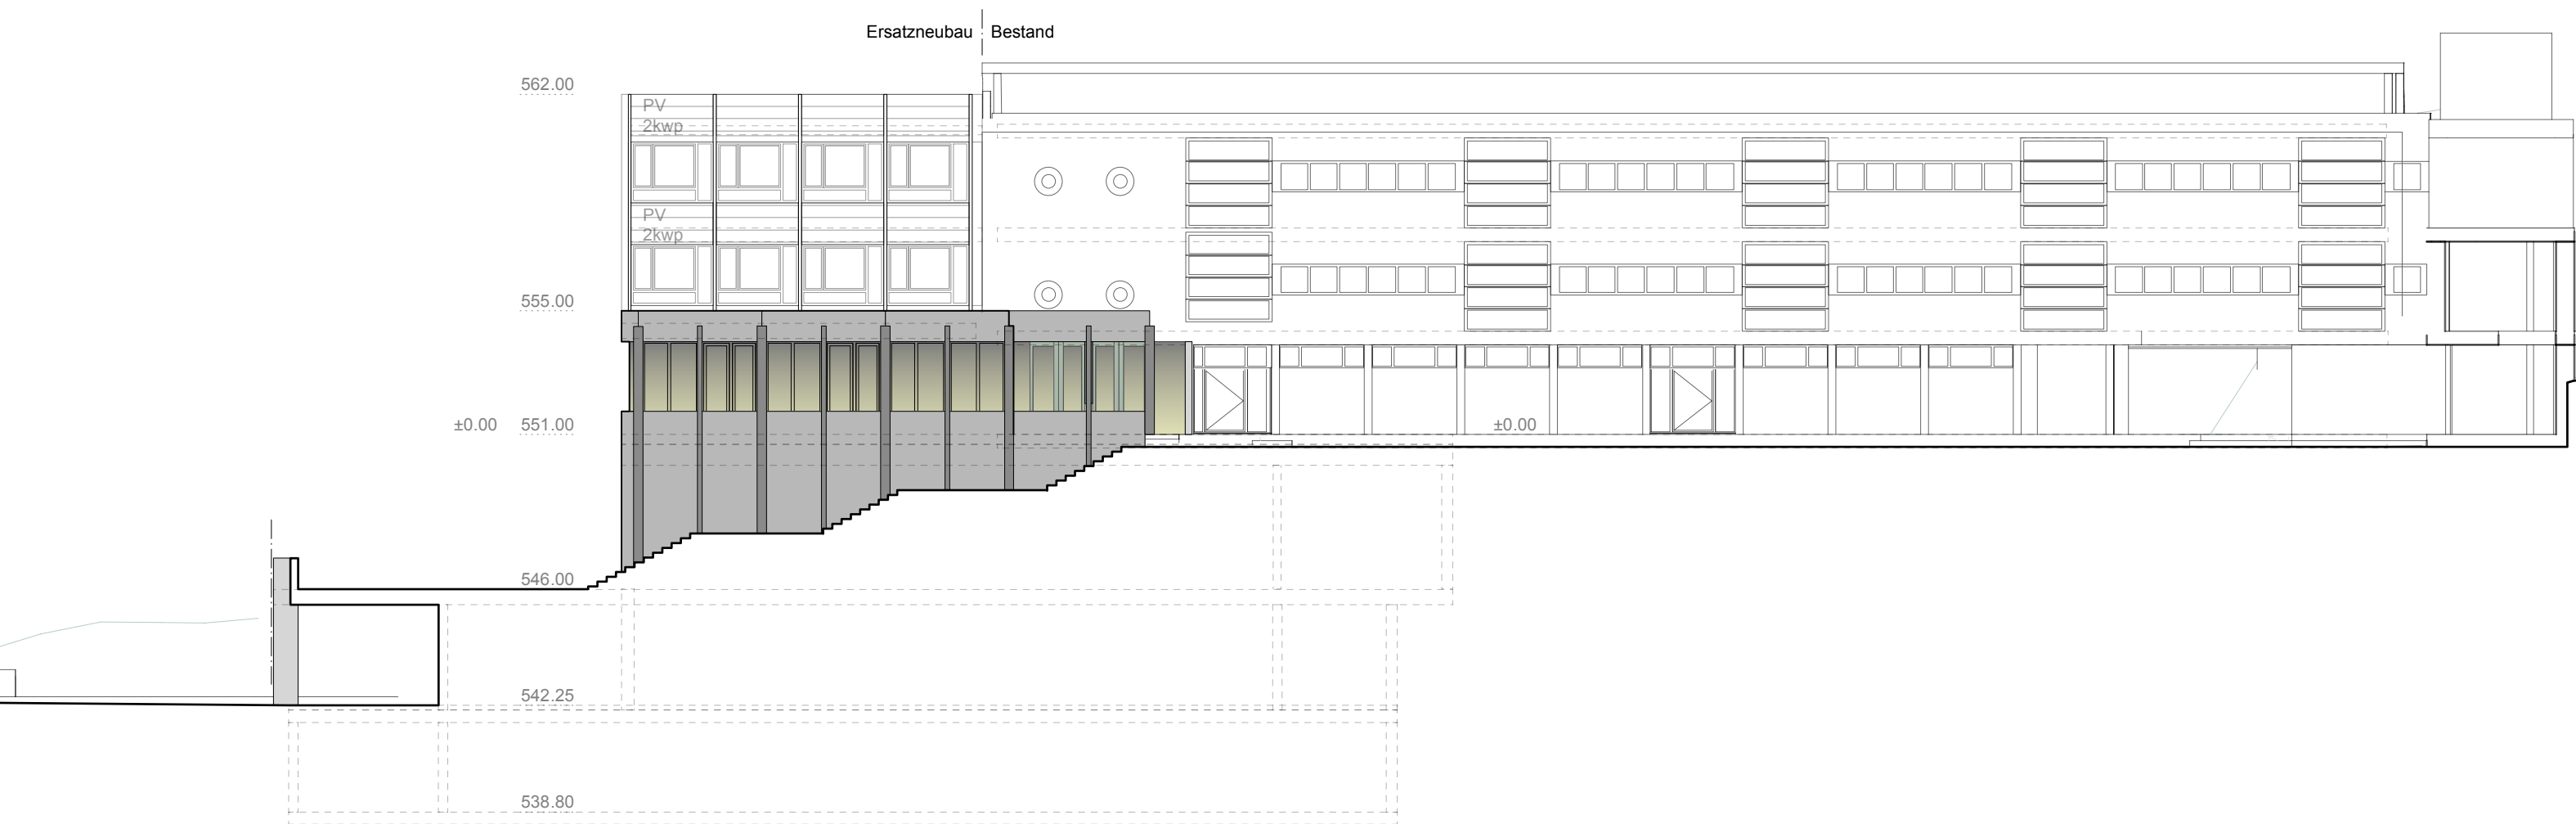 Ersatzneubau Bestand
562.00
PV
2kwp
PV
2kwp
555.00
±0.00 551.00 ±0.00
546.00
542.25
538.80